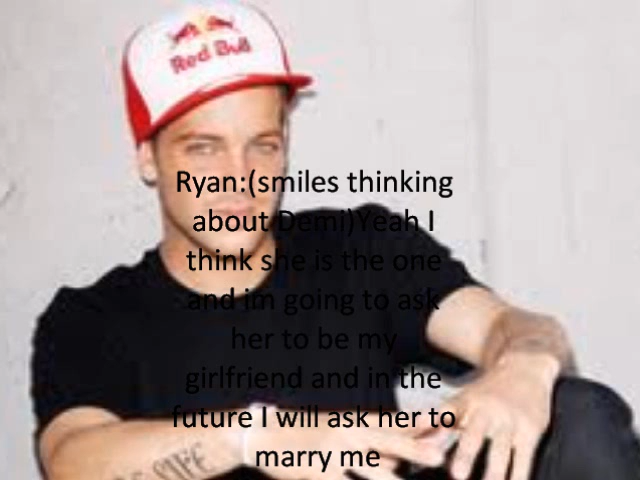 Red Bull
Ryan:(smiles thinking
about Demi)Yeah I
think she is the one
and im going to ask
her to be my
girlfriend and in the
future I will ask her to
marry me